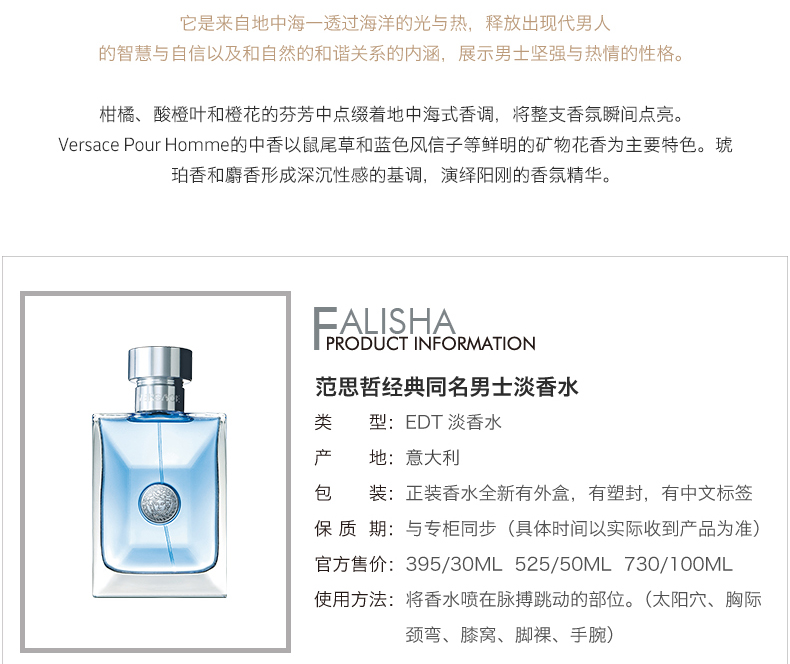 它是来自地中海一透过海洋的光与热，释放出现代男人
的智慧与自信以及和自然的和谐关系的内涵，展示男士坚强与热情的性格。
柑橘、酸橙叶和橙花的芬芳中点缀着地中海式香调，将整支香氛瞬间点亮。
Versace Pour Homme的中香以鼠尾草和蓝色风信子等鲜明的矿物花香为主要特色。琥
珀香和麝香形成深沉性感的基调，演绎阳刚的香氛精华。
FALISHA
PRODUCT INFORMATION
范思哲经典同名男士淡香水
类 型：EDT 淡香水
产 地：意大利
包 装：正装香水全新有外盒，有塑封，有中文标签
保 质 期：与专柜同步（具体时间以实际收到产品为准）
官方售价：395/30ML 525/50ML 730/100ML
使用方法：将香水喷在脉搏跳动的部位。（太阳穴、胸际
颈弯、膝窝、脚裸、手腕）